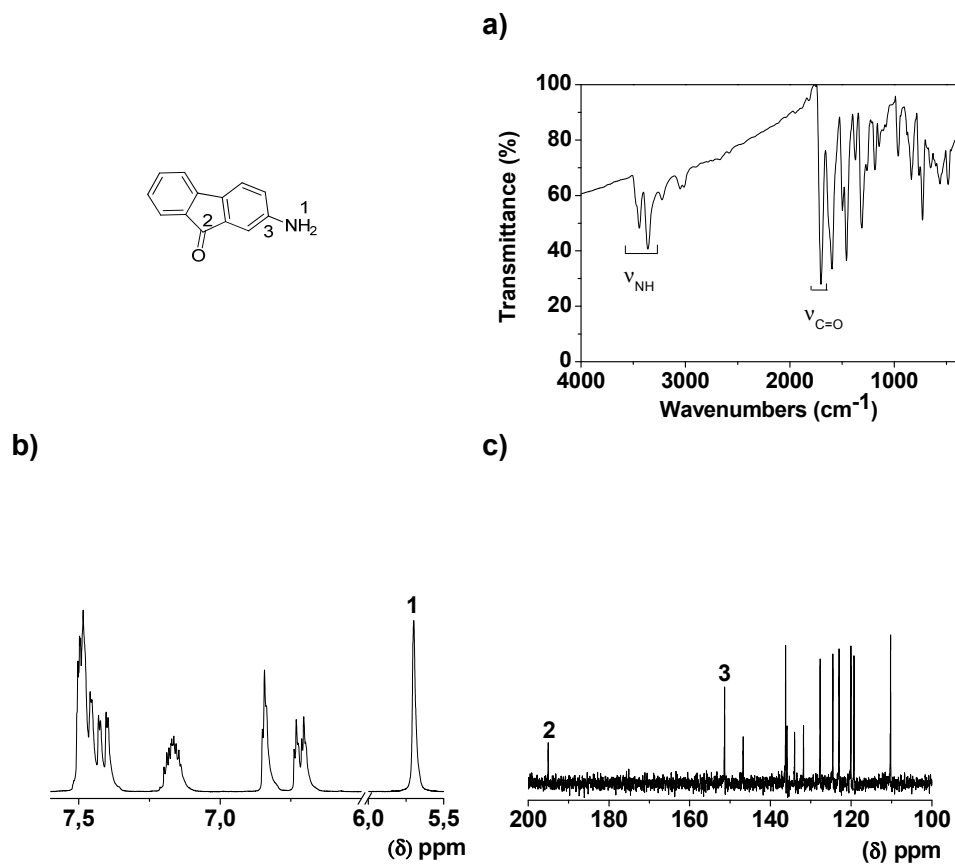 a)
100
80
60
40
20
0
Transmittance (%)
4000 3000 2000 1000
Wavenumbers (cm-1)
νNH
νC=O
1
2
3
NH2
O
b)
1
7,5 7,0 6,0 5,5
(δ) ppm
c)
2
3
200 180 160 140 120 100
(δ) ppm